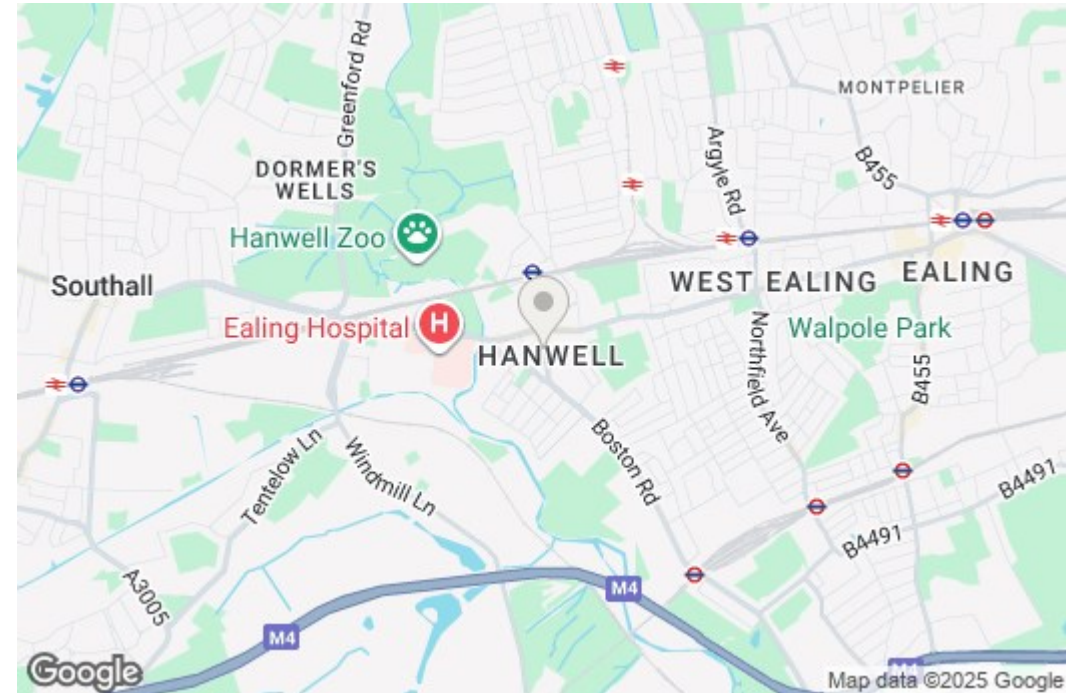 Greenford Rd
MONTPELIER
Argyle Rd
B455
DORMER'S
WELLS
Hanwell Zoo
Southall
WEST EALING
EALING
Ealing Hospital
H
Walpole Park
HANWELL
Northfield Ave
B455
Boston Rd
Tentelow Ln
Windmill Ln
B4491
B4491
A3005
M4
M4
M4
Google
Map data ©2025 Google